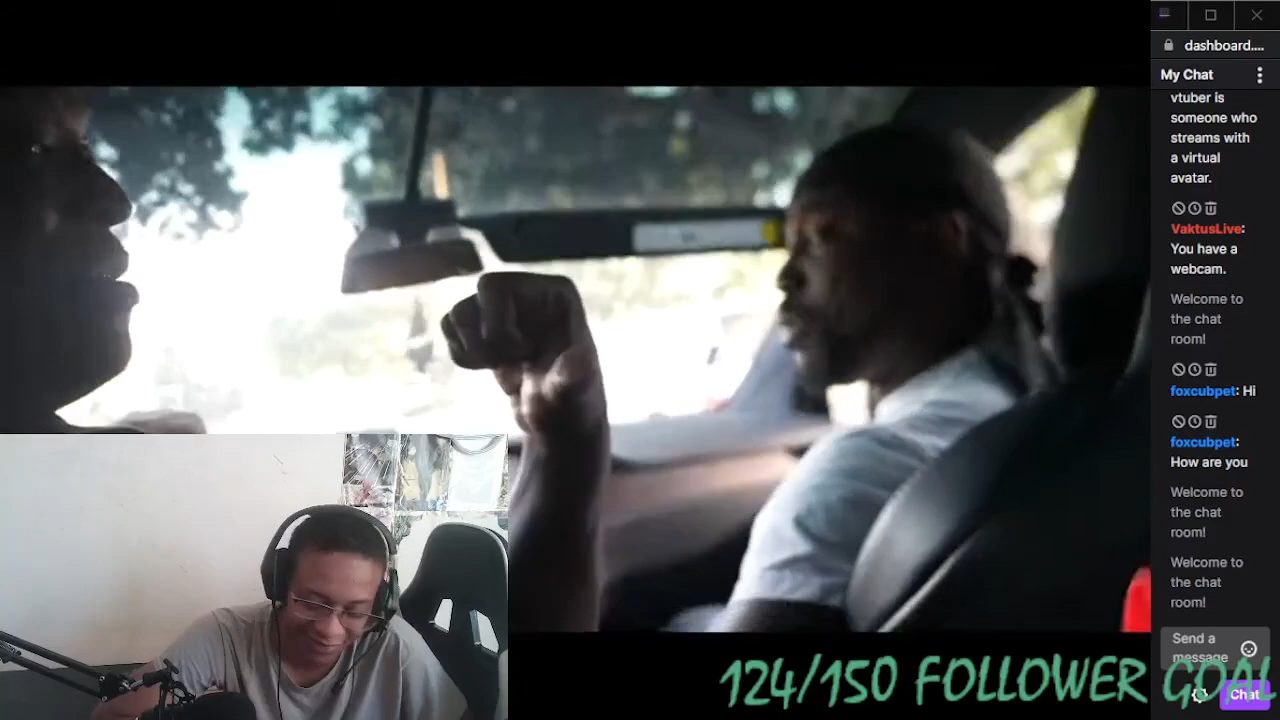 dashboard....
My Chat
vtuber is
someone who
streams with
a virtual
avatar.
VaktusLive:
You have a
webcam.
Welcome to
the chat
room!
foxcubpet: Hi
foxcubpet:
How are you
Welcome to
the chat
room!
Welcome to
the chat
room!
Send a
message
Chat
124/150 FOLLOWER GOAL